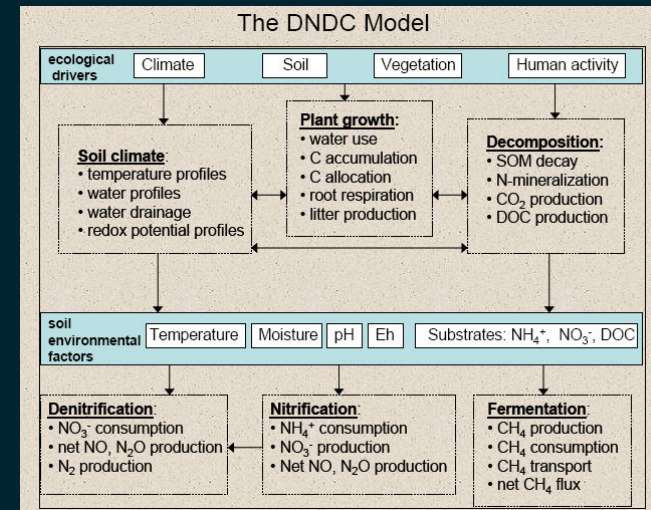 The DNDC Model
ecological drivers
Climate
Soil
Vegetation
Human activity
Soil climate:
• temperature profiles
• water profiles
• water drainage
• redox potential profiles
Plant growth:
• water use
• C accumulation
• C allocation
• root respiration
• litter production
Decomposition:
• SOM decay
• N-mineralization
• CO₂ production
• DOC production
soil
environmental
factors
Temperature
Moisture
pH
Eh
Substrates: NH₄⁺, NO₃⁻, DOC
Denitrification:
• NO₃⁻ consumption
• net NO, N₂O production
• N₂ production
Nitrification:
• NH₄⁺ consumption
• NO₃⁻ production
• Net NO, N₂O production
Fermentation:
• CH₄ production
• CH₄ consumption
• CH₄ transport
• net CH₄ flux